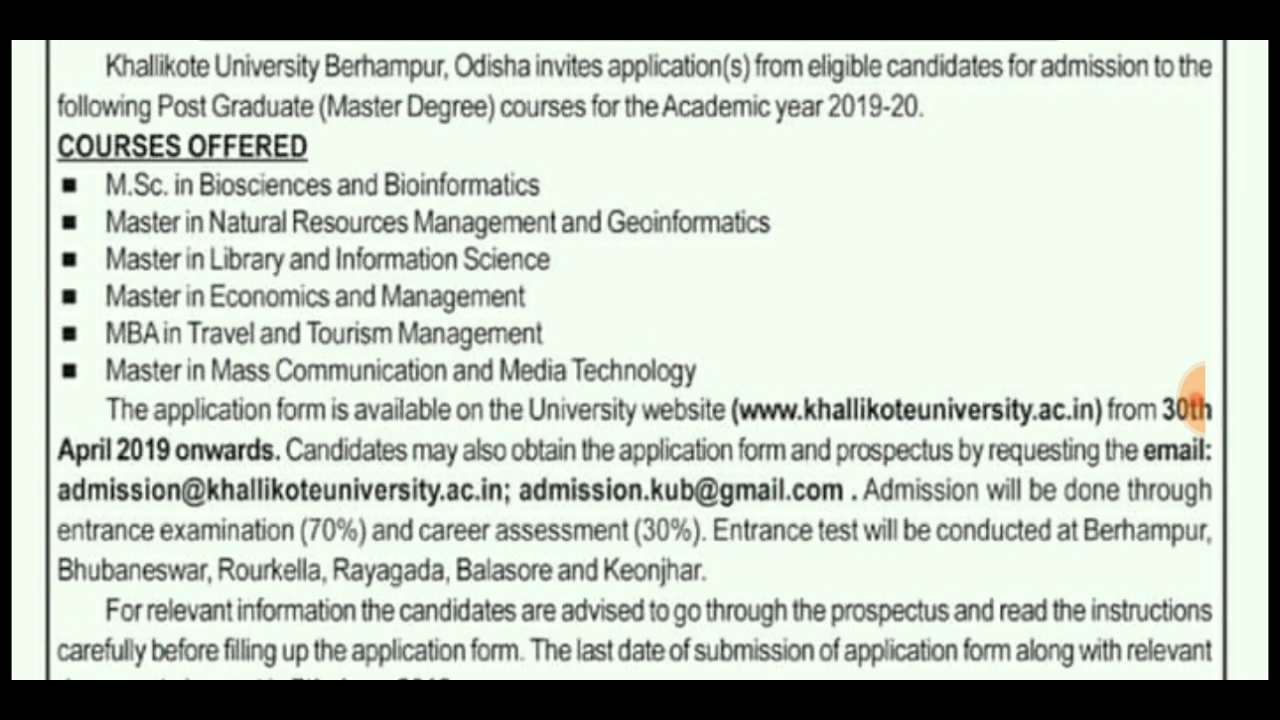 Khallikote University Berhampur, Odisha invites application(s) from eligible candidates for admission to the
following Post Graduate (Master Degree) courses for the Academic year 2019-20.
COURSES OFFERED
■ M.Sc. in Biosciences and Bioinformatics
■ Master in Natural Resources Management and Geoinformatics
■ Master in Library and Information Science
■ Master in Economics and Management
■ MBA in Travel and Tourism Management
■ Master in Mass Communication and Media Technology
The application form is available on the University website (www.khallikoteuniversity.ac.in) from 30th
April 2019 onwards. Candidates may also obtain the application form and prospectus by requesting the email:
admission@khallikoteuniversity.ac.in; admission.kub@gmail.com . Admission will be done through
entrance examination (70%) and career assessment (30%). Entrance test will be conducted at Berhampur,
Bhubaneswar, Rourkella, Rayagada, Balasore and Keonjhar.
For relevant information the candidates are advised to go through the prospectus and read the instructions
carefully before filling up the application form. The last date of submission of application form along with relevant